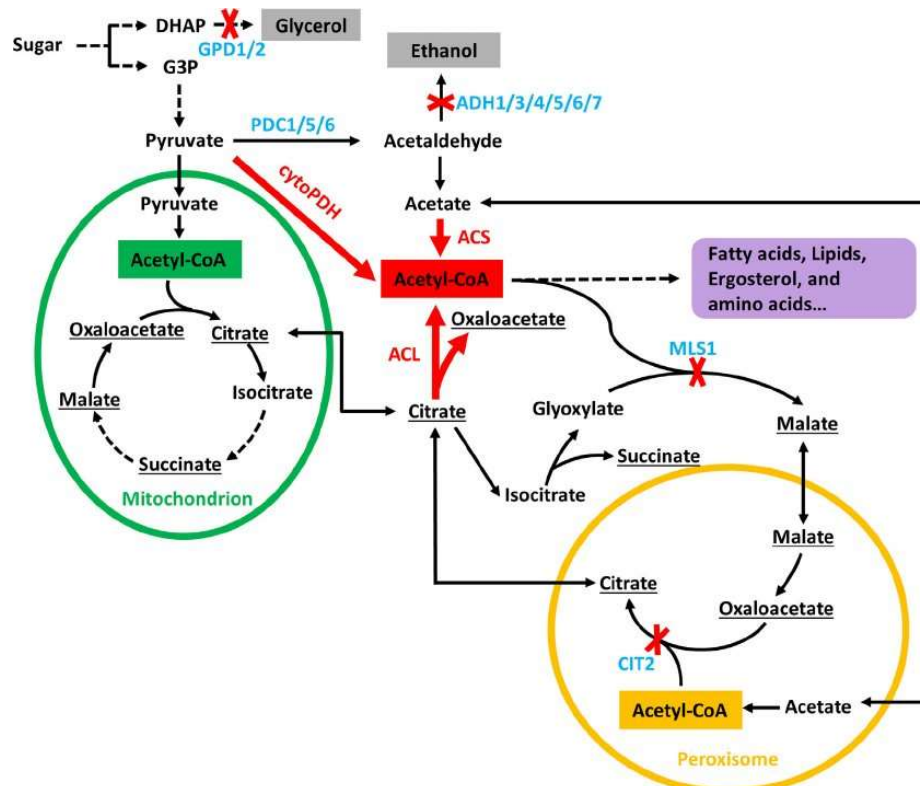 DHAP
Glycerol
Sugar
GPD1/2
G3P
Ethanol
ADH1/3/4/5/6/7
PDC1/5/6
Pyruvate
Acetaldehyde
cytoPDH
Pyruvate
Acetate
ACS
Acetyl-CoA
Acetyl-CoA
Fatty acids, Lipids,
Ergosterol, and
amino acids...
Oxaloacetate
Oxaloacetate
Citrate
ACL
MLS1
Malate
Isocitrate
Citrate
Glyoxylate
Malate
Succinate
Succinate
Isocitrate
Mitochondrion
Malate
Citrate
Oxaloacetate
CIT2
Acetyl-CoA
Acetate
Peroxisome